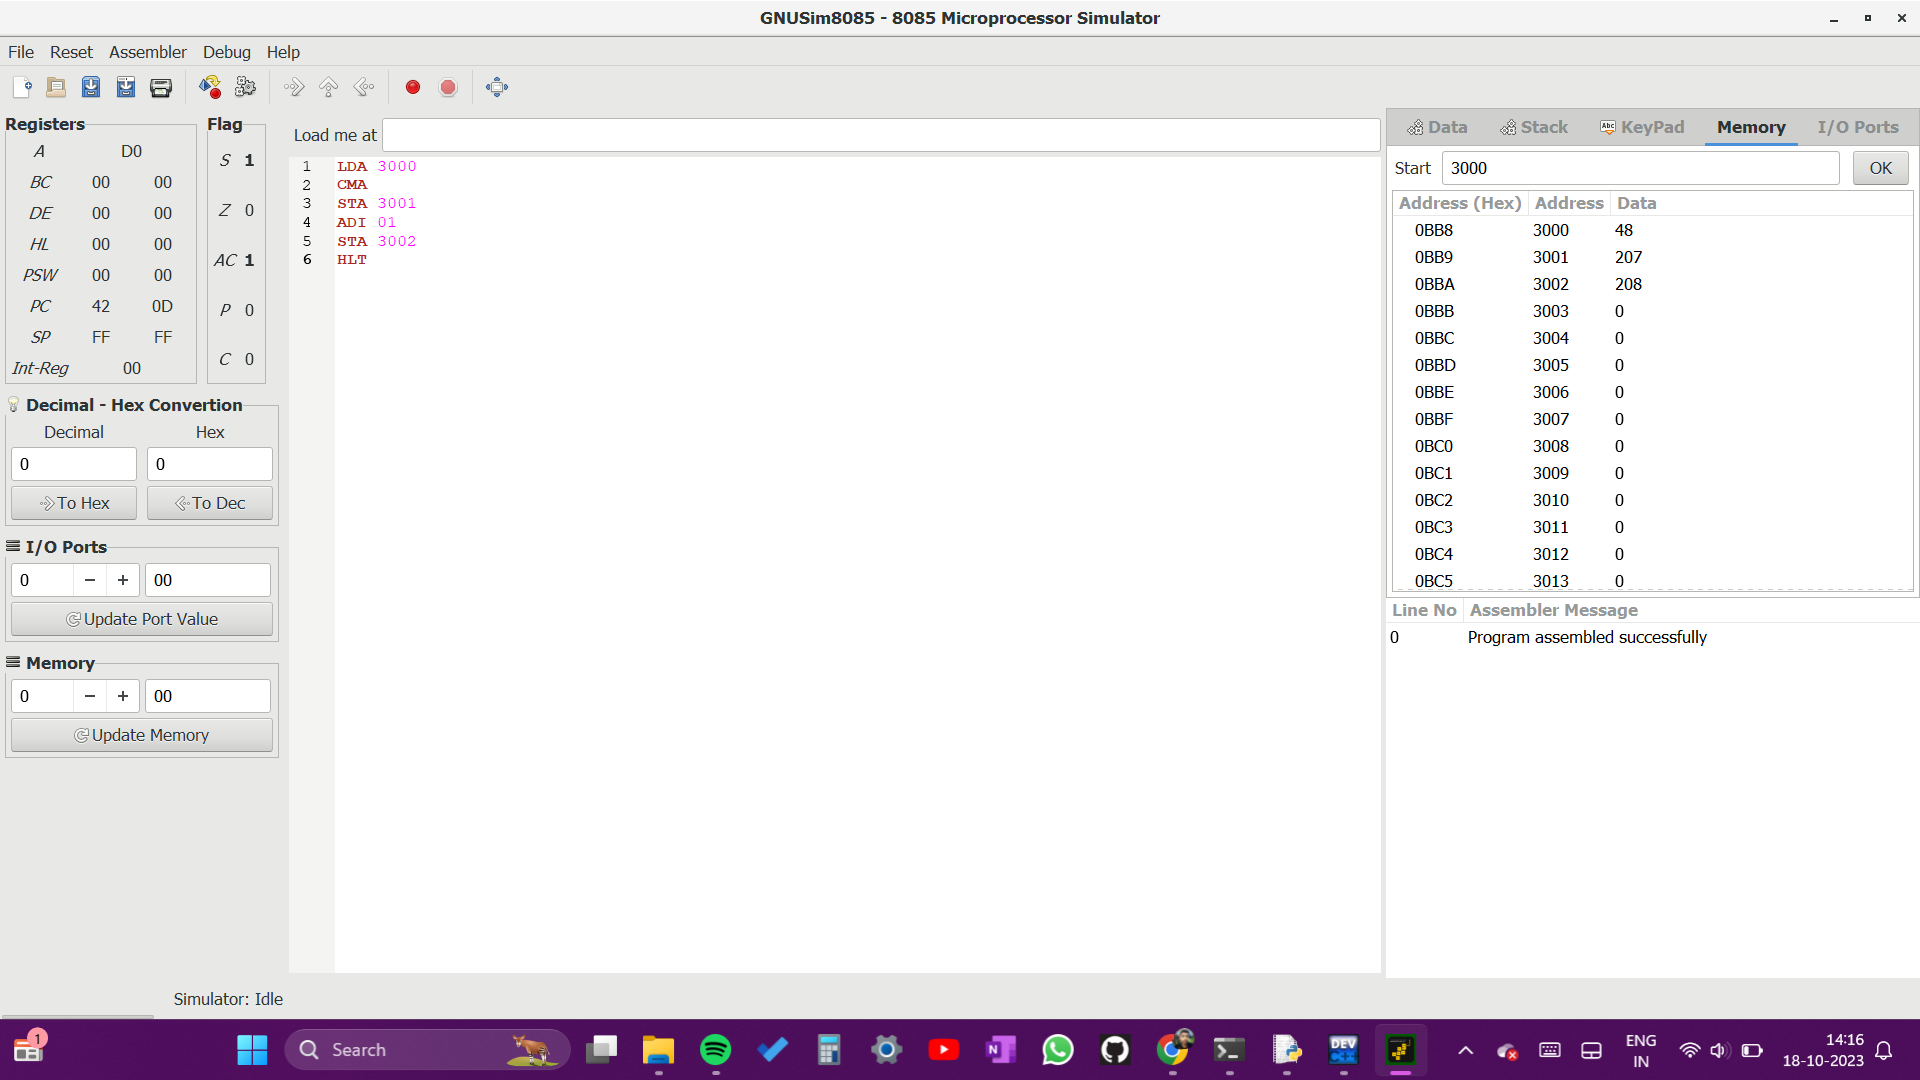 GNUSim8085 - 8085 Microprocessor Simulator
File Reset Assembler Debug Help
Registers
A D0
BC 00 00
DE 00 00
HL 00 00
PSW 00 00
PC 42 0D
SP FF FF
Int-Reg 00
Flag
S 1
Z 0
AC 1
P 0
C 0
Decimal - Hex Convertion
Decimal Hex
0 0
To Hex To Dec
I/O Ports
0 − + 00
Update Port Value
Memory
0 − + 00
Update Memory
Load me at
1 LDA 3000
2 CMA
3 STA 3001
4 ADI 01
5 STA 3002
6 HLT
Data Stack Abc KeyPad Memory I/O Ports
Start 3000 OK
Address (Hex) Address Data
0BB8 3000 48
0BB9 3001 207
0BBA 3002 208
0BBB 3003 0
0BBC 3004 0
0BBD 3005 0
0BBE 3006 0
0BBF 3007 0
0BC0 3008 0
0BC1 3009 0
0BC2 3010 0
0BC3 3011 0
0BC4 3012 0
0BC5 3013 0
Line No Assembler Message
0 Program assembled successfully
Simulator: Idle
1
Search
N
DEV
C++
ENG
IN
14:16
18-10-2023